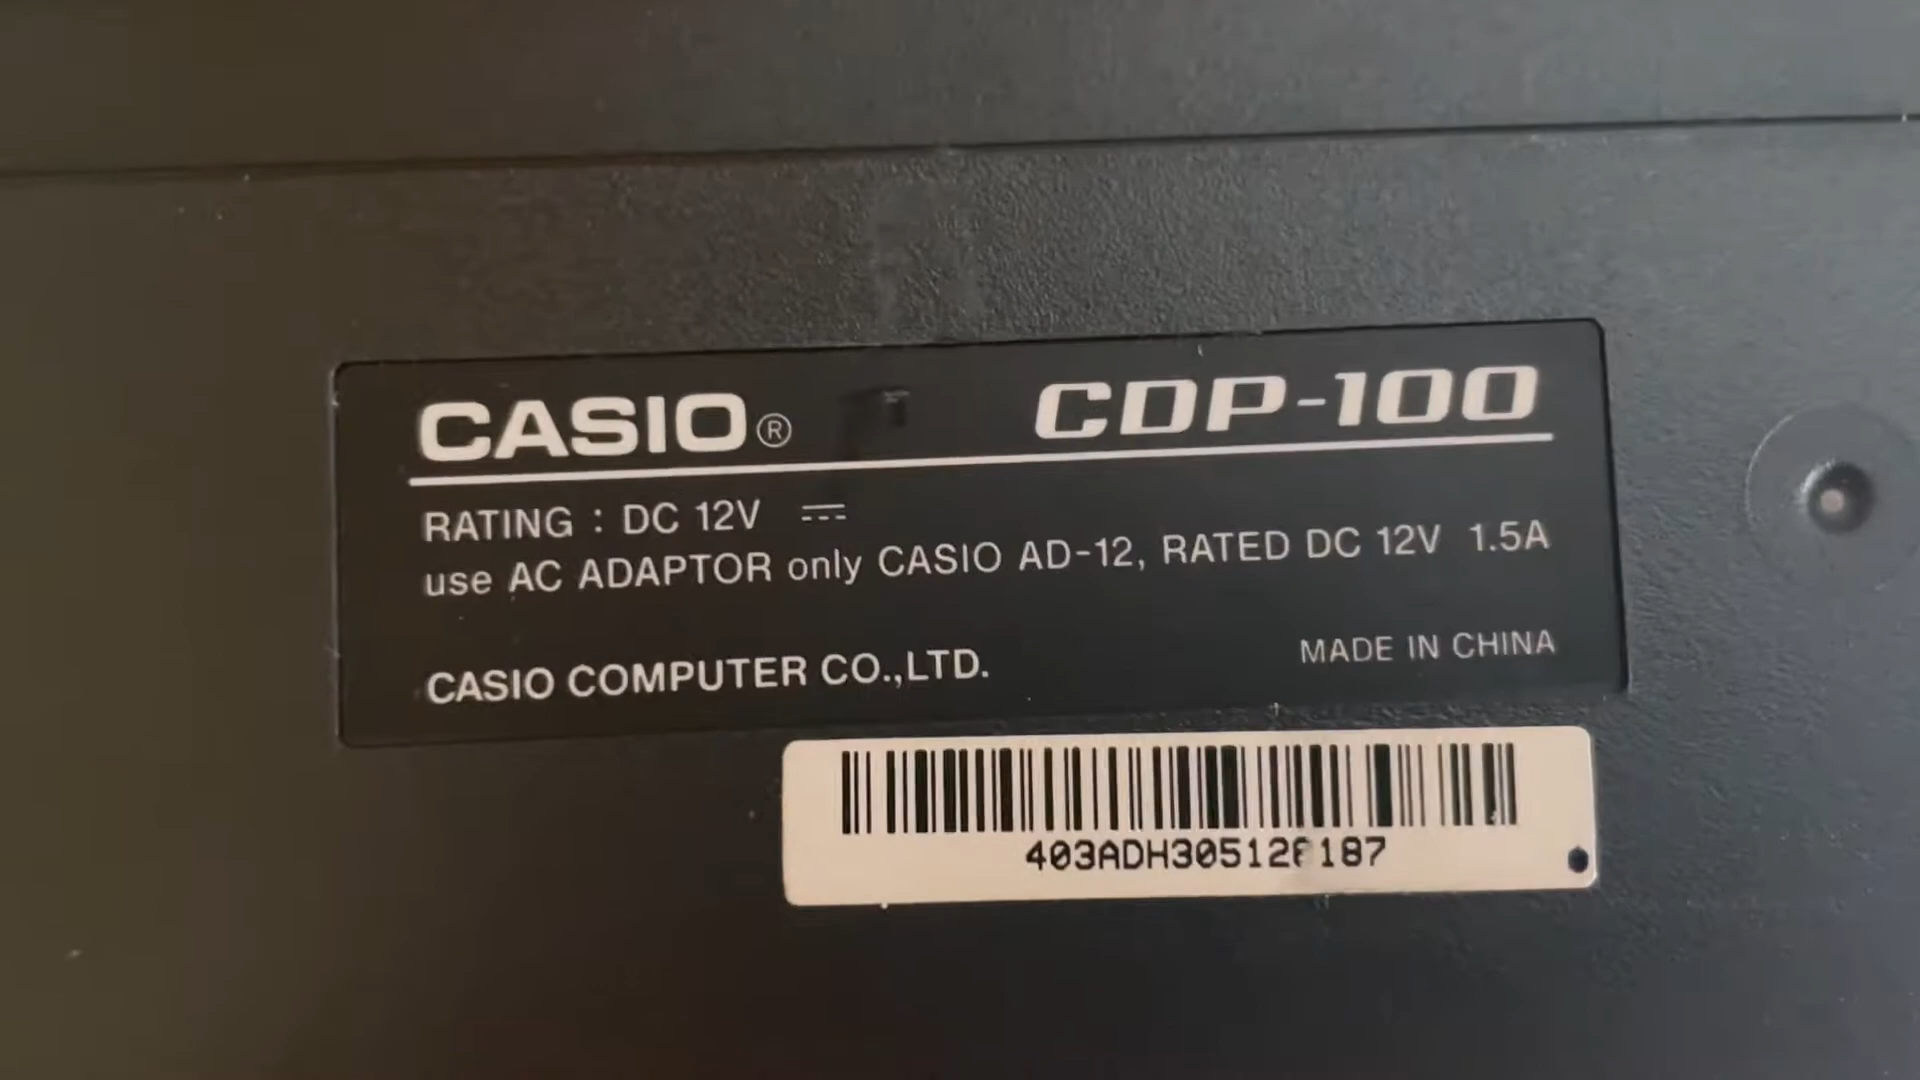 CASIO® CDP-100
RATING : DC 12V ⎓
use AC ADAPTOR only CASIO AD-12, RATED DC 12V 1.5A
CASIO COMPUTER CO.,LTD. MADE IN CHINA